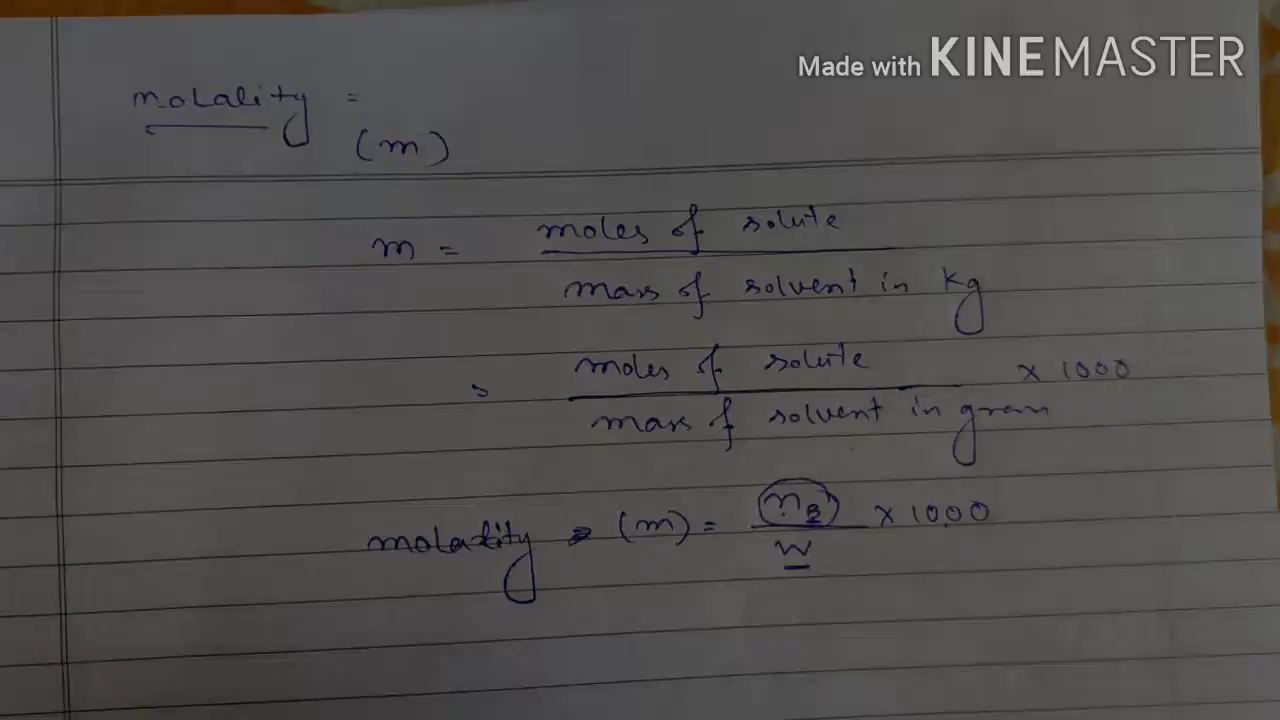 Made with KINEMASTER
molality =
(m)
m = moles of solute
mass of solvent in kg
= moles of solute × 1000
mass of solvent in gram
molality = (m) = nB × 1000
w